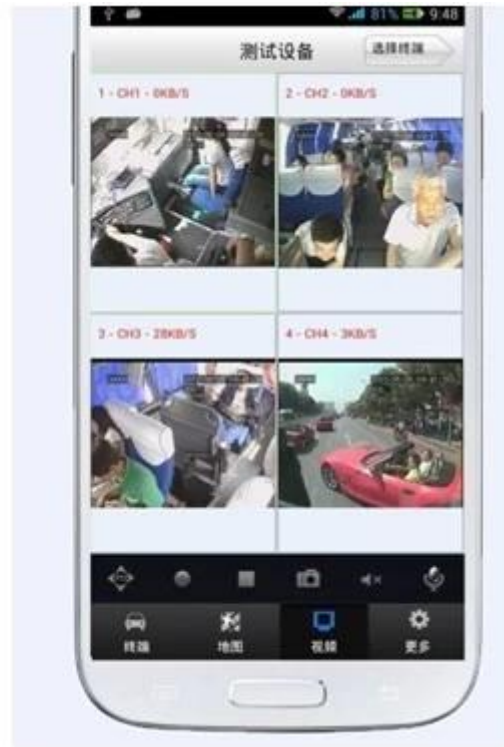 81% 9:48
测试设备
选择终端
1 - CH1 - 0KB/S
2 - CH2 - 0KB/S
3 - CH3 - 28KB/S
4 - CH4 - 3KB/S
终端
地图
视频
更多